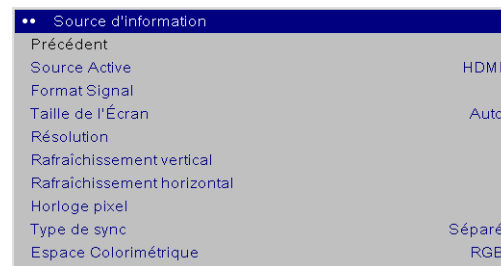 •• Source d'information
Précédent
Source Active HDMI
Format Signal
Taille de l'Écran Auto
Résolution
Rafraîchissement vertical
Rafraîchissement horizontal
Horloge pixel
Type de sync Séparé
Espace Colorimétrique RGB